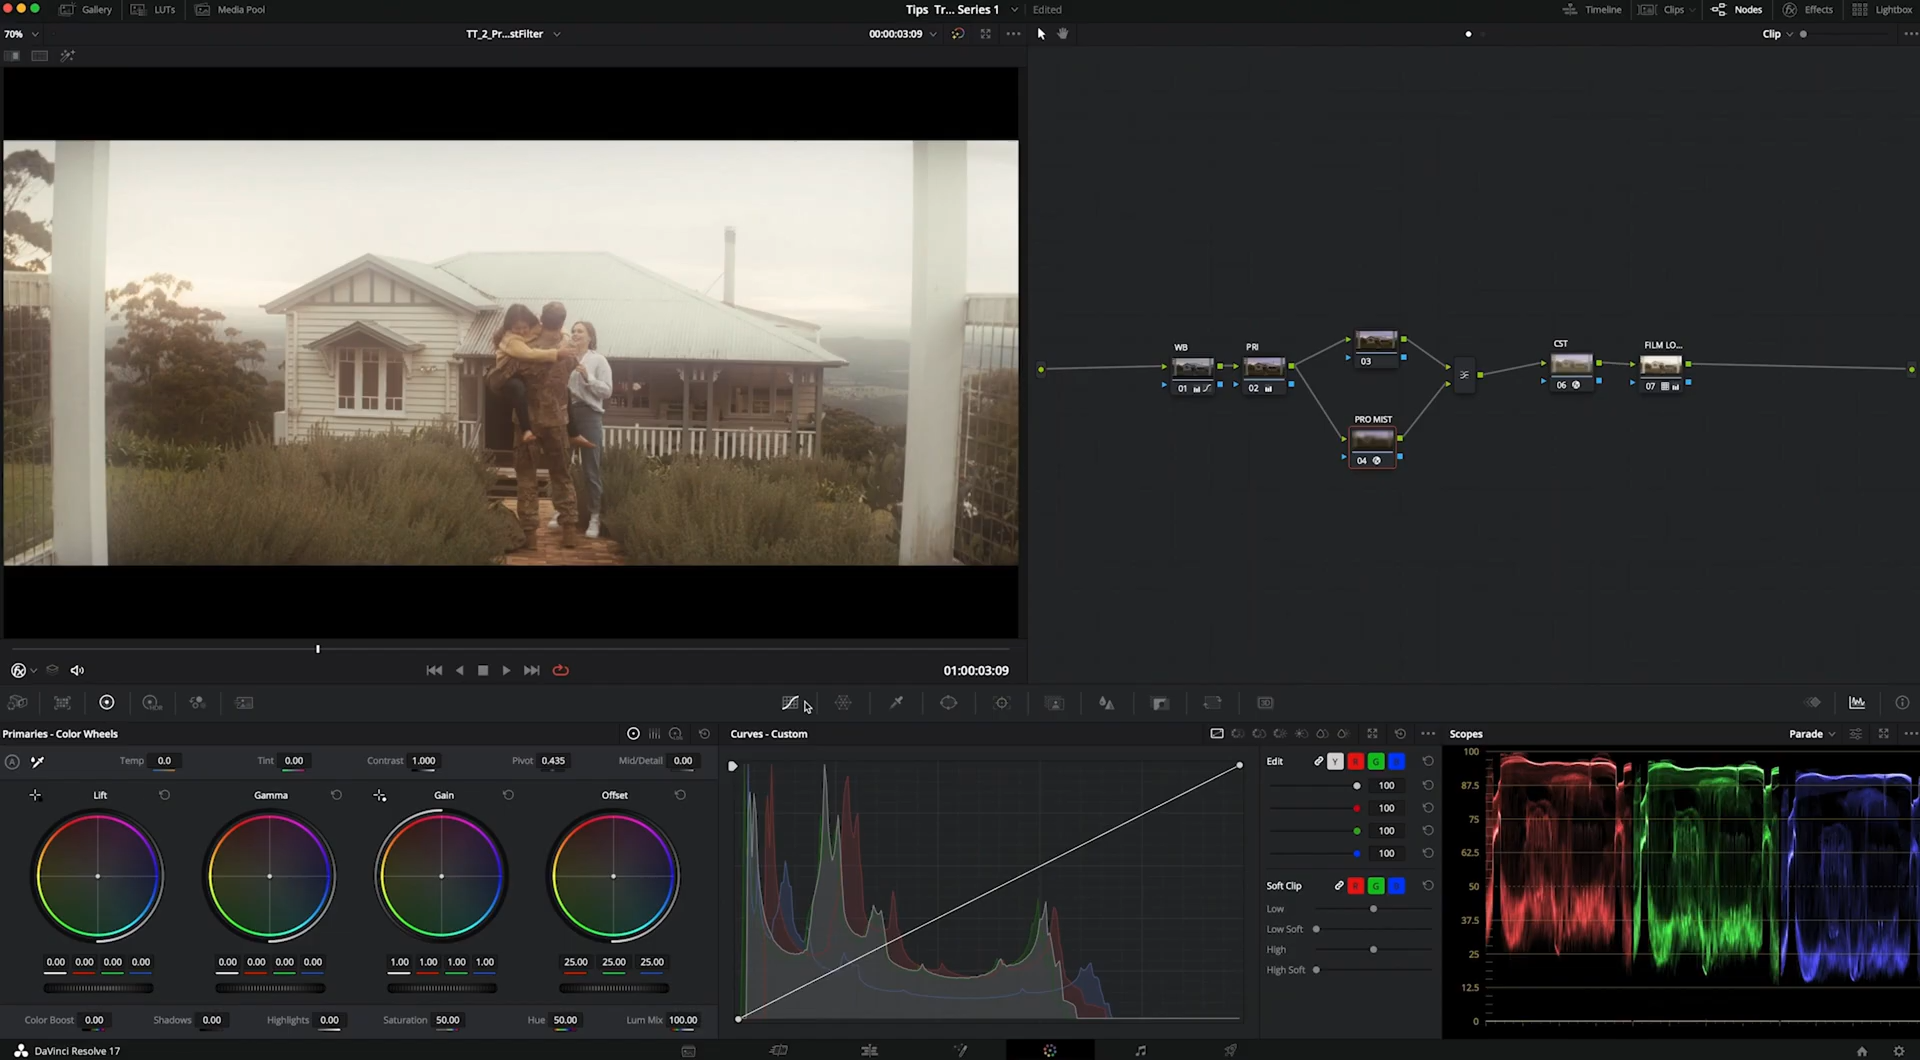 Gallery LUTs Media Pool Tips Tr... Series 1 Edited Timeline Clips Nodes Effects Lightbox
70% TT_2_Pr...stFilter 00:00:03:09 Clip
WB
01
PRI
02
03
PRO MIST
04
CST
06
FILM LO...
07
01:00:03:09
Primaries - Color Wheels
Temp 0.0 Tint 0.00 Contrast 1.000 Pivot 0.435 Mid/Detail 0.00
Lift Gamma Gain Offset
0.00 0.00 0.00 0.00 0.00 0.00 0.00 0.00 1.00 1.00 1.00 1.00 25.00 25.00 25.00
Color Boost 0.00 Shadows 0.00 Highlights 0.00 Saturation 50.00 Hue 50.00 Lum Mix 100.00
Curves - Custom
Edit Y R G B
100
100
100
100
Soft Clip R G B
Low
Low Soft
High
High Soft
Scopes Parade
100
87.5
75
62.5
50
37.5
25
12.5
0
DaVinci Resolve 17